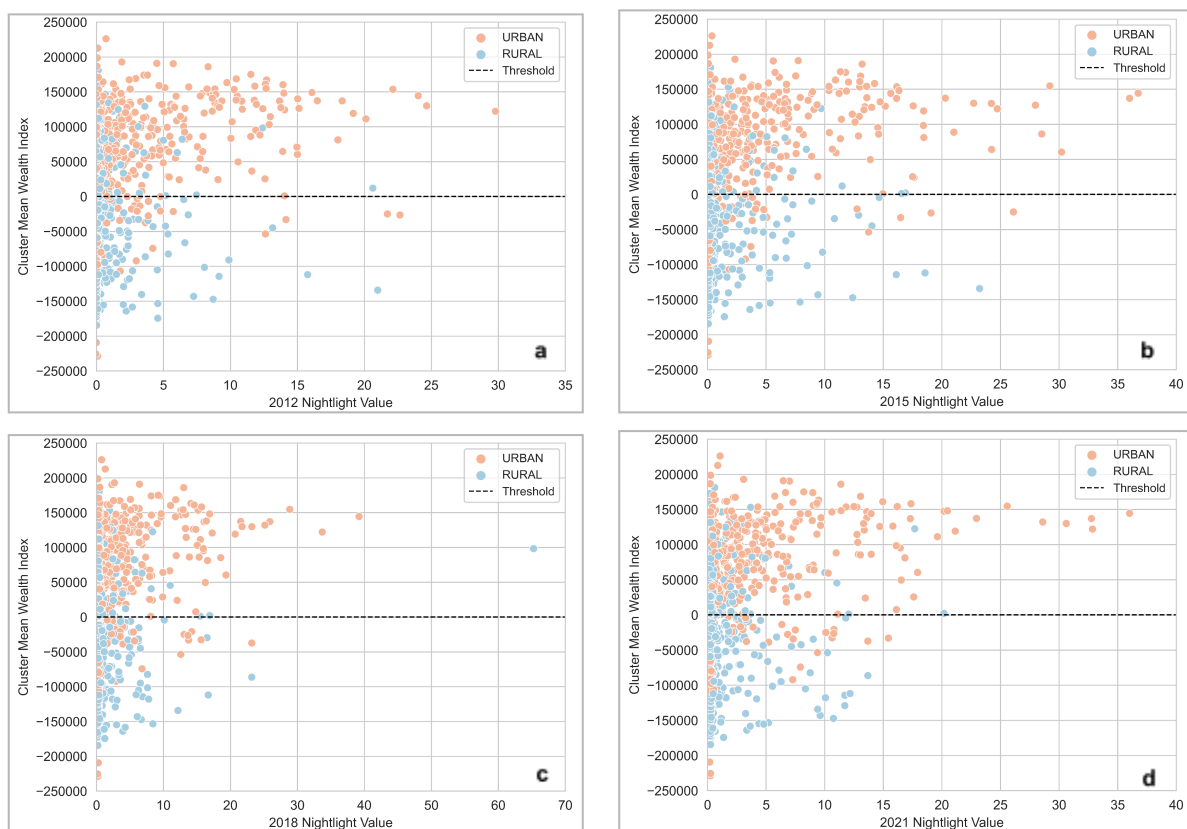 250000
200000
150000
100000
50000
0
−50000
−100000
−150000
−200000
−250000
Cluster Mean Wealth Index
URBAN
RURAL
Threshold
a
0 5 10 15 20 25 30 35
2012 Nightlight Value
250000
200000
150000
100000
50000
0
−50000
−100000
−150000
−200000
−250000
Cluster Mean Wealth Index
URBAN
RURAL
Threshold
b
0 5 10 15 20 25 30 35 40
2015 Nightlight Value
250000
200000
150000
100000
50000
0
−50000
−100000
−150000
−200000
−250000
Cluster Mean Wealth Index
URBAN
RURAL
Threshold
c
0 10 20 30 40 50 60 70
2018 Nightlight Value
250000
200000
150000
100000
50000
0
−50000
−100000
−150000
−200000
−250000
Cluster Mean Wealth Index
URBAN
RURAL
Threshold
d
0 5 10 15 20 25 30 35 40
2021 Nightlight Value